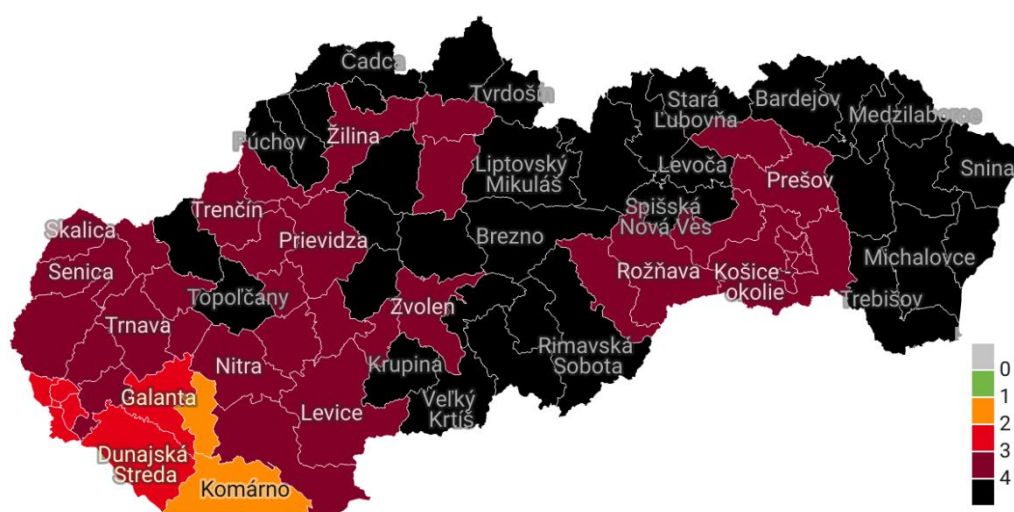 Čadca
Tvrdošín
Stará
Ľubovňa
Bardejov
Medzilaborce
Púchov
Žilina
Liptovský
Mikuláš
Levoča
Snina
Prešov
Trenčín
Spišská
Nová Ves
Skalica
Prievidza
Brezno
Senica
Rožňava
Košice -
okolie
Michalovce
Topoľčany
Zvolen
Trebišov
Trnava
Nitra
Krupina
Rimavská
Sobota
Galanta
Levice
Veľký
Krtíš
Dunajská
Streda
Komárno
0
1
2
3
4